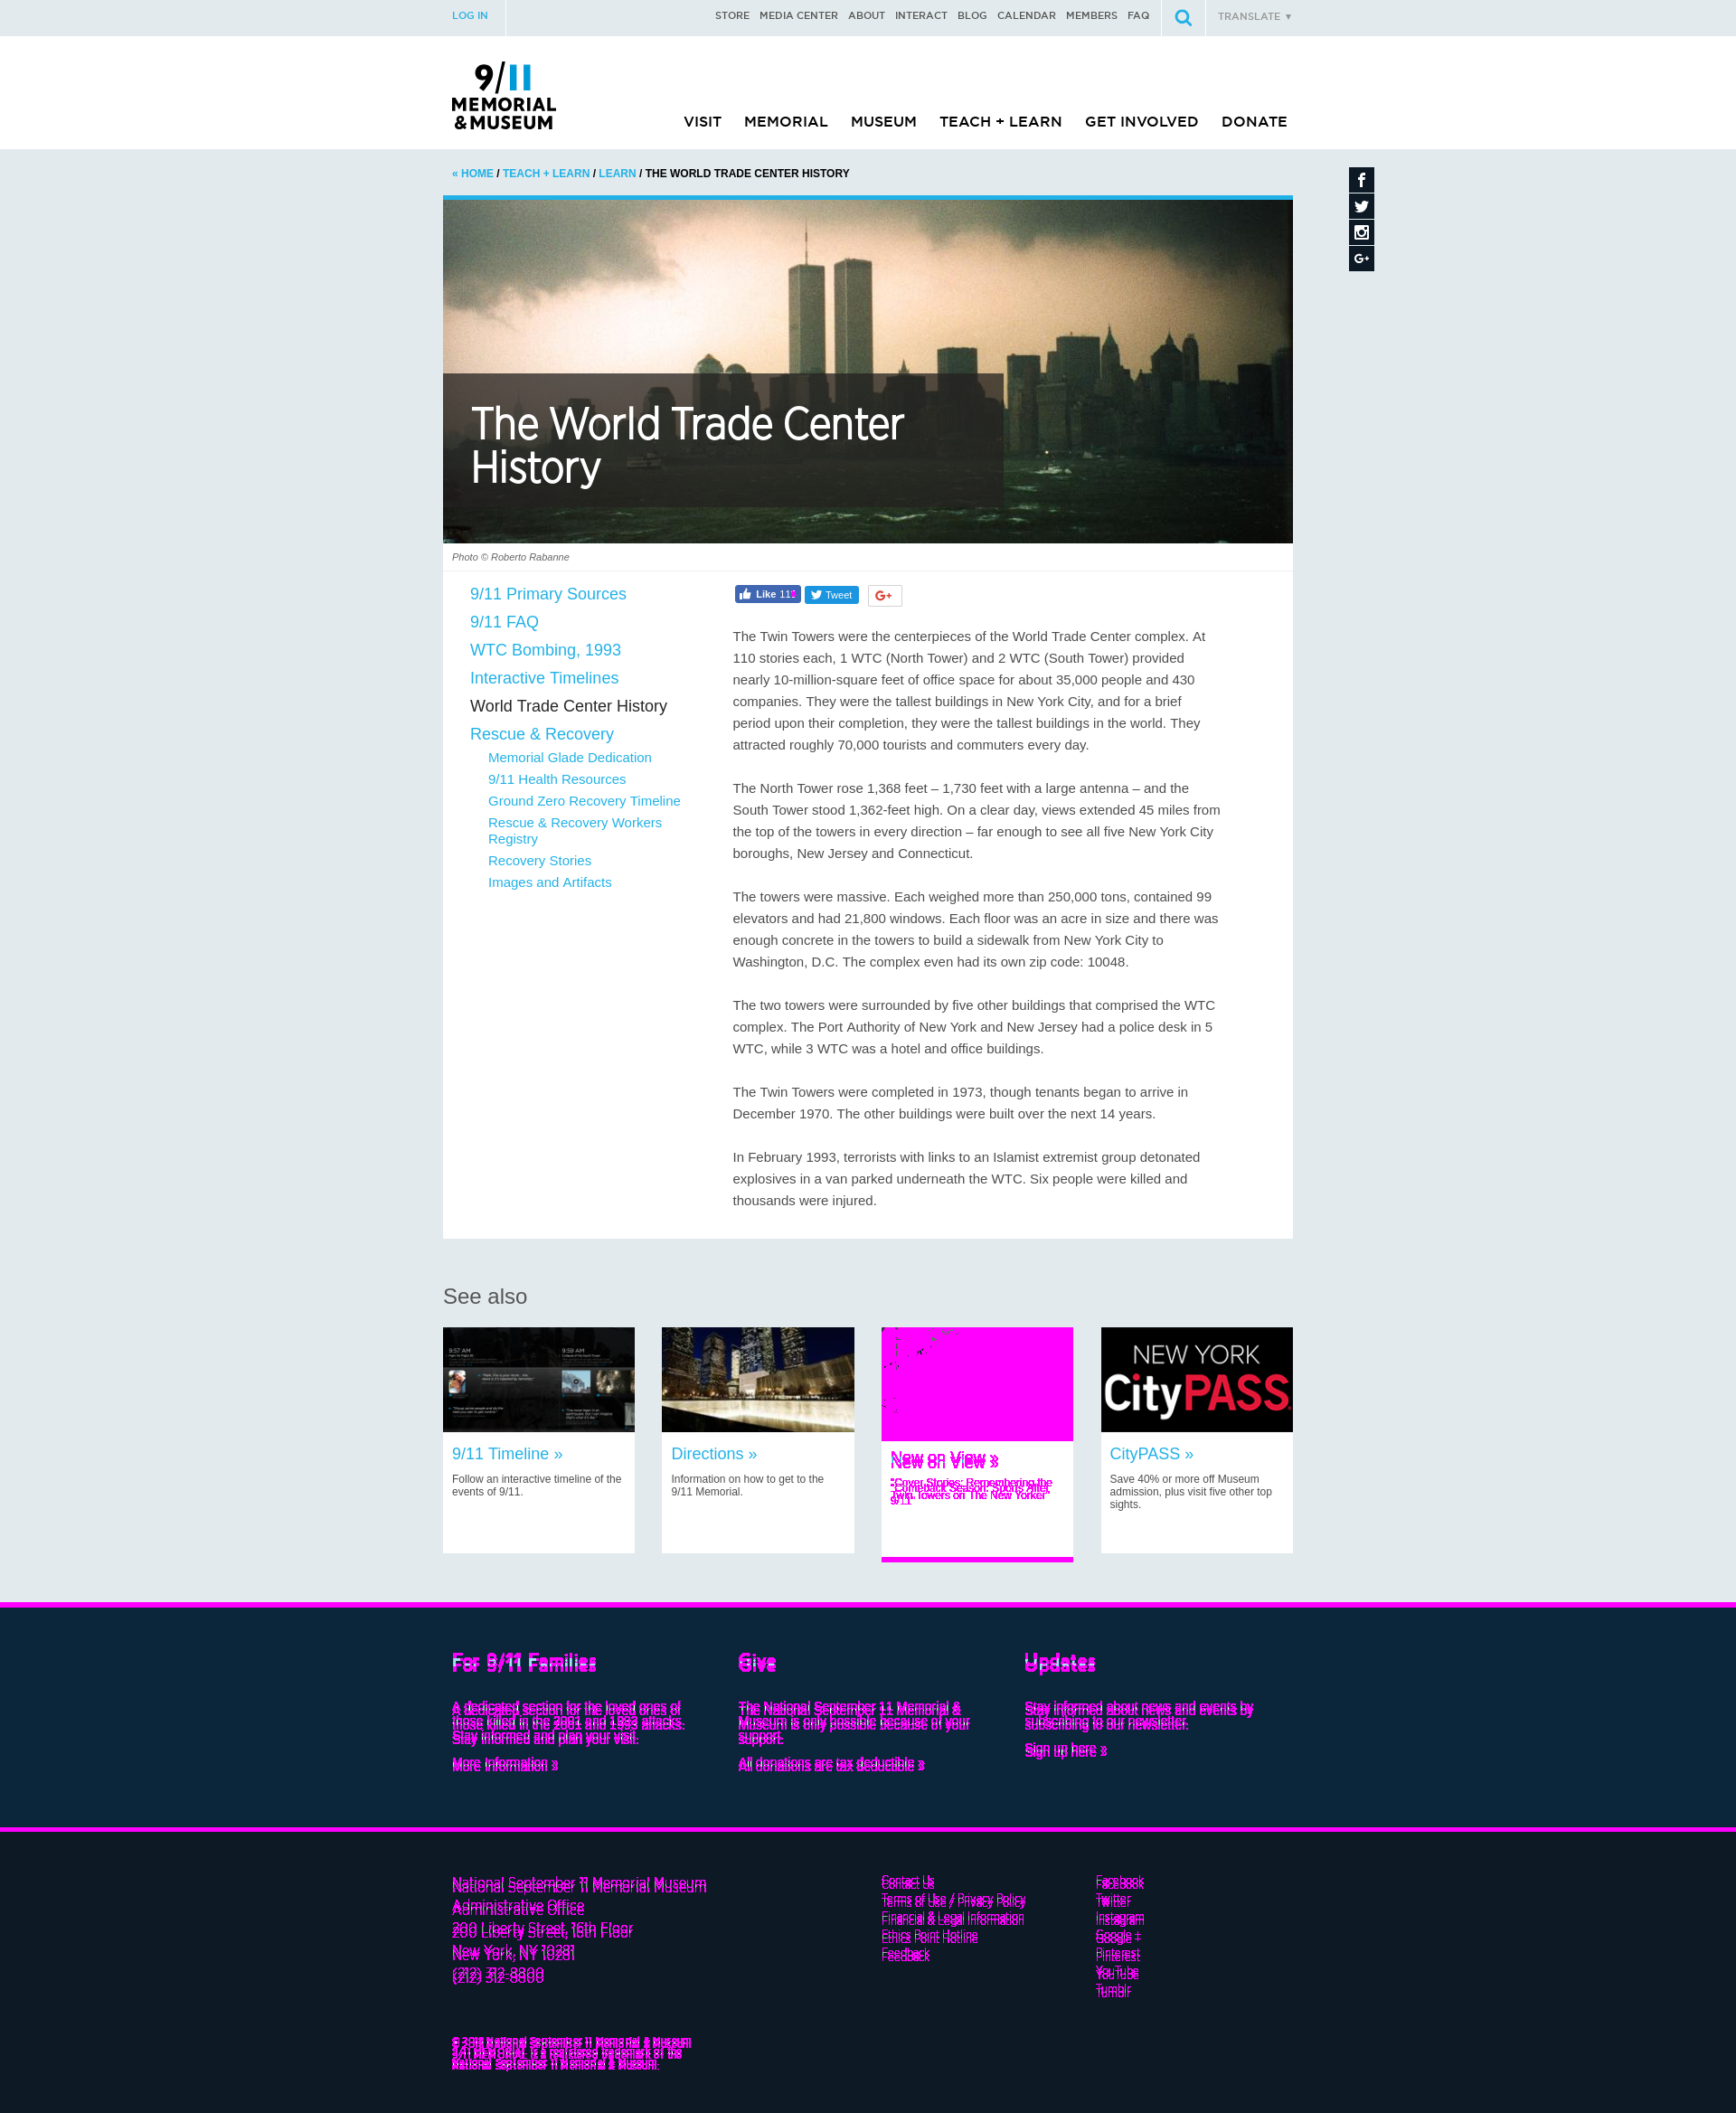 LOG IN
STORE MEDIA CENTER ABOUT INTERACT BLOG CALENDAR MEMBERS FAQ
TRANSLATE ▼
9/11
MEMORIAL
& MUSEUM
VISIT MEMORIAL MUSEUM TEACH + LEARN GET INVOLVED DONATE
« HOME / TEACH + LEARN / LEARN / THE WORLD TRADE CENTER HISTORY
The World Trade Center
History
Photo © Roberto Rabanne
9/11 Primary Sources
9/11 FAQ
WTC Bombing, 1993
Interactive Timelines
World Trade Center History
Rescue & Recovery
Memorial Glade Dedication
9/11 Health Resources
Ground Zero Recovery Timeline
Rescue & Recovery Workers
Registry
Recovery Stories
Images and Artifacts
Like
Tweet
G+
The Twin Towers were the centerpieces of the World Trade Center complex. At
110 stories each, 1 WTC (North Tower) and 2 WTC (South Tower) provided
nearly 10-million-square feet of office space for about 35,000 people and 430
companies. They were the tallest buildings in New York City, and for a brief
period upon their completion, they were the tallest buildings in the world. They
attracted roughly 70,000 tourists and commuters every day.
The North Tower rose 1,368 feet – 1,730 feet with a large antenna – and the
South Tower stood 1,362-feet high. On a clear day, views extended 45 miles from
the top of the towers in every direction – far enough to see all five New York City
boroughs, New Jersey and Connecticut.
The towers were massive. Each weighed more than 250,000 tons, contained 99
elevators and had 21,800 windows. Each floor was an acre in size and there was
enough concrete in the towers to build a sidewalk from New York City to
Washington, D.C. The complex even had its own zip code: 10048.
The two towers were surrounded by five other buildings that comprised the WTC
complex. The Port Authority of New York and New Jersey had a police desk in 5
WTC, while 3 WTC was a hotel and office buildings.
The Twin Towers were completed in 1973, though tenants began to arrive in
December 1970. The other buildings were built over the next 14 years.
In February 1993, terrorists with links to an Islamist extremist group detonated
explosives in a van parked underneath the WTC. Six people were killed and
thousands were injured.
See also
9:57 AM
9:59 AM
NEW YORK
CityPASS
9/11 Timeline »
Follow an interactive timeline of the
events of 9/11.
Directions »
Information on how to get to the
9/11 Memorial.
New on View »
"Cover Stories: Remembering the
Twin Towers on The New Yorker"
"Comeback Season: Sports After
9/11"
CityPASS »
Save 40% or more off Museum
admission, plus visit five other top
sights.
For 9/11 Families
A dedicated section for the loved ones of
those killed in the 2001 and 1993 attacks.
Stay informed and plan your visit.
More Information »
Give
The National September 11 Memorial &
Museum is only possible because of your
support.
All donations are tax deductible »
Updates
Stay informed about news and events by
subscribing to our newsletter.
Sign up here »
National September 11 Memorial Museum
Administrative Office
200 Liberty Street, 16th Floor
New York, NY 10281
(212) 312-8800
Contact Us
Terms of Use / Privacy Policy
Financial & Legal Information
Ethics Point Hotline
Feedback
Facebook
Twitter
Instagram
Google +
Pinterest
YouTube
Tumblr
National September 11 Memorial & Museum
9/11 MEMORIAL is a registered trademark of the
National September 11 Memorial & Museum.